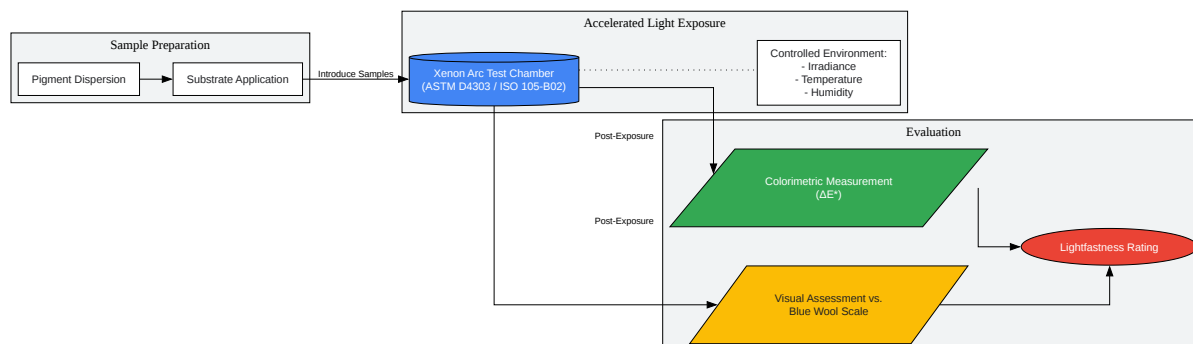 Sample Preparation
Pigment Dispersion
Substrate Application
Introduce Samples
Accelerated Light Exposure
Xenon Arc Test Chamber
(ASTM D4303 / ISO 105-B02)
Controlled Environment:
- Irradiance
- Temperature
- Humidity
Post-Exposure
Post-Exposure
Evaluation
Colorimetric Measurement
(ΔE*)
Visual Assessment vs.
Blue Wool Scale
Lightfastness Rating